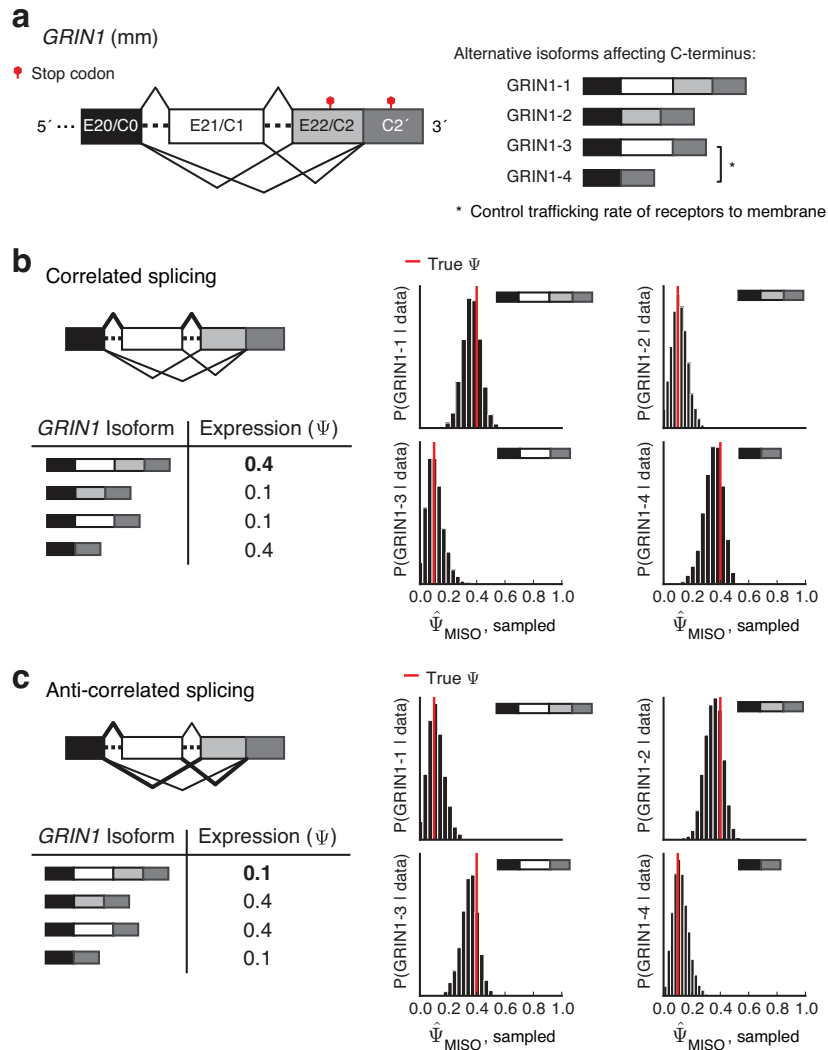 a
GRIN1 (mm)
Stop codon
5´ ··· E20/C0 E21/C1 E22/C2 C2´ 3´
Alternative isoforms affecting C-terminus:
GRIN1-1
GRIN1-2
GRIN1-3
GRIN1-4
*
* Control trafficking rate of receptors to membrane
b
Correlated splicing
GRIN1 Isoform Expression (Ψ)
0.4
0.1
0.1
0.4
True Ψ
P(GRIN1-1 | data)
P(GRIN1-2 | data)
P(GRIN1-3 | data)
P(GRIN1-4 | data)
0.0 0.2 0.4 0.6 0.8 1.0
0.0 0.2 0.4 0.6 0.8 1.0
Ψ̂MISO, sampled
Ψ̂MISO, sampled
c
Anti-correlated splicing
GRIN1 Isoform Expression (Ψ)
0.1
0.4
0.4
0.1
True Ψ
P(GRIN1-1 | data)
P(GRIN1-2 | data)
P(GRIN1-3 | data)
P(GRIN1-4 | data)
0.0 0.2 0.4 0.6 0.8 1.0
0.0 0.2 0.4 0.6 0.8 1.0
Ψ̂MISO, sampled
Ψ̂MISO, sampled